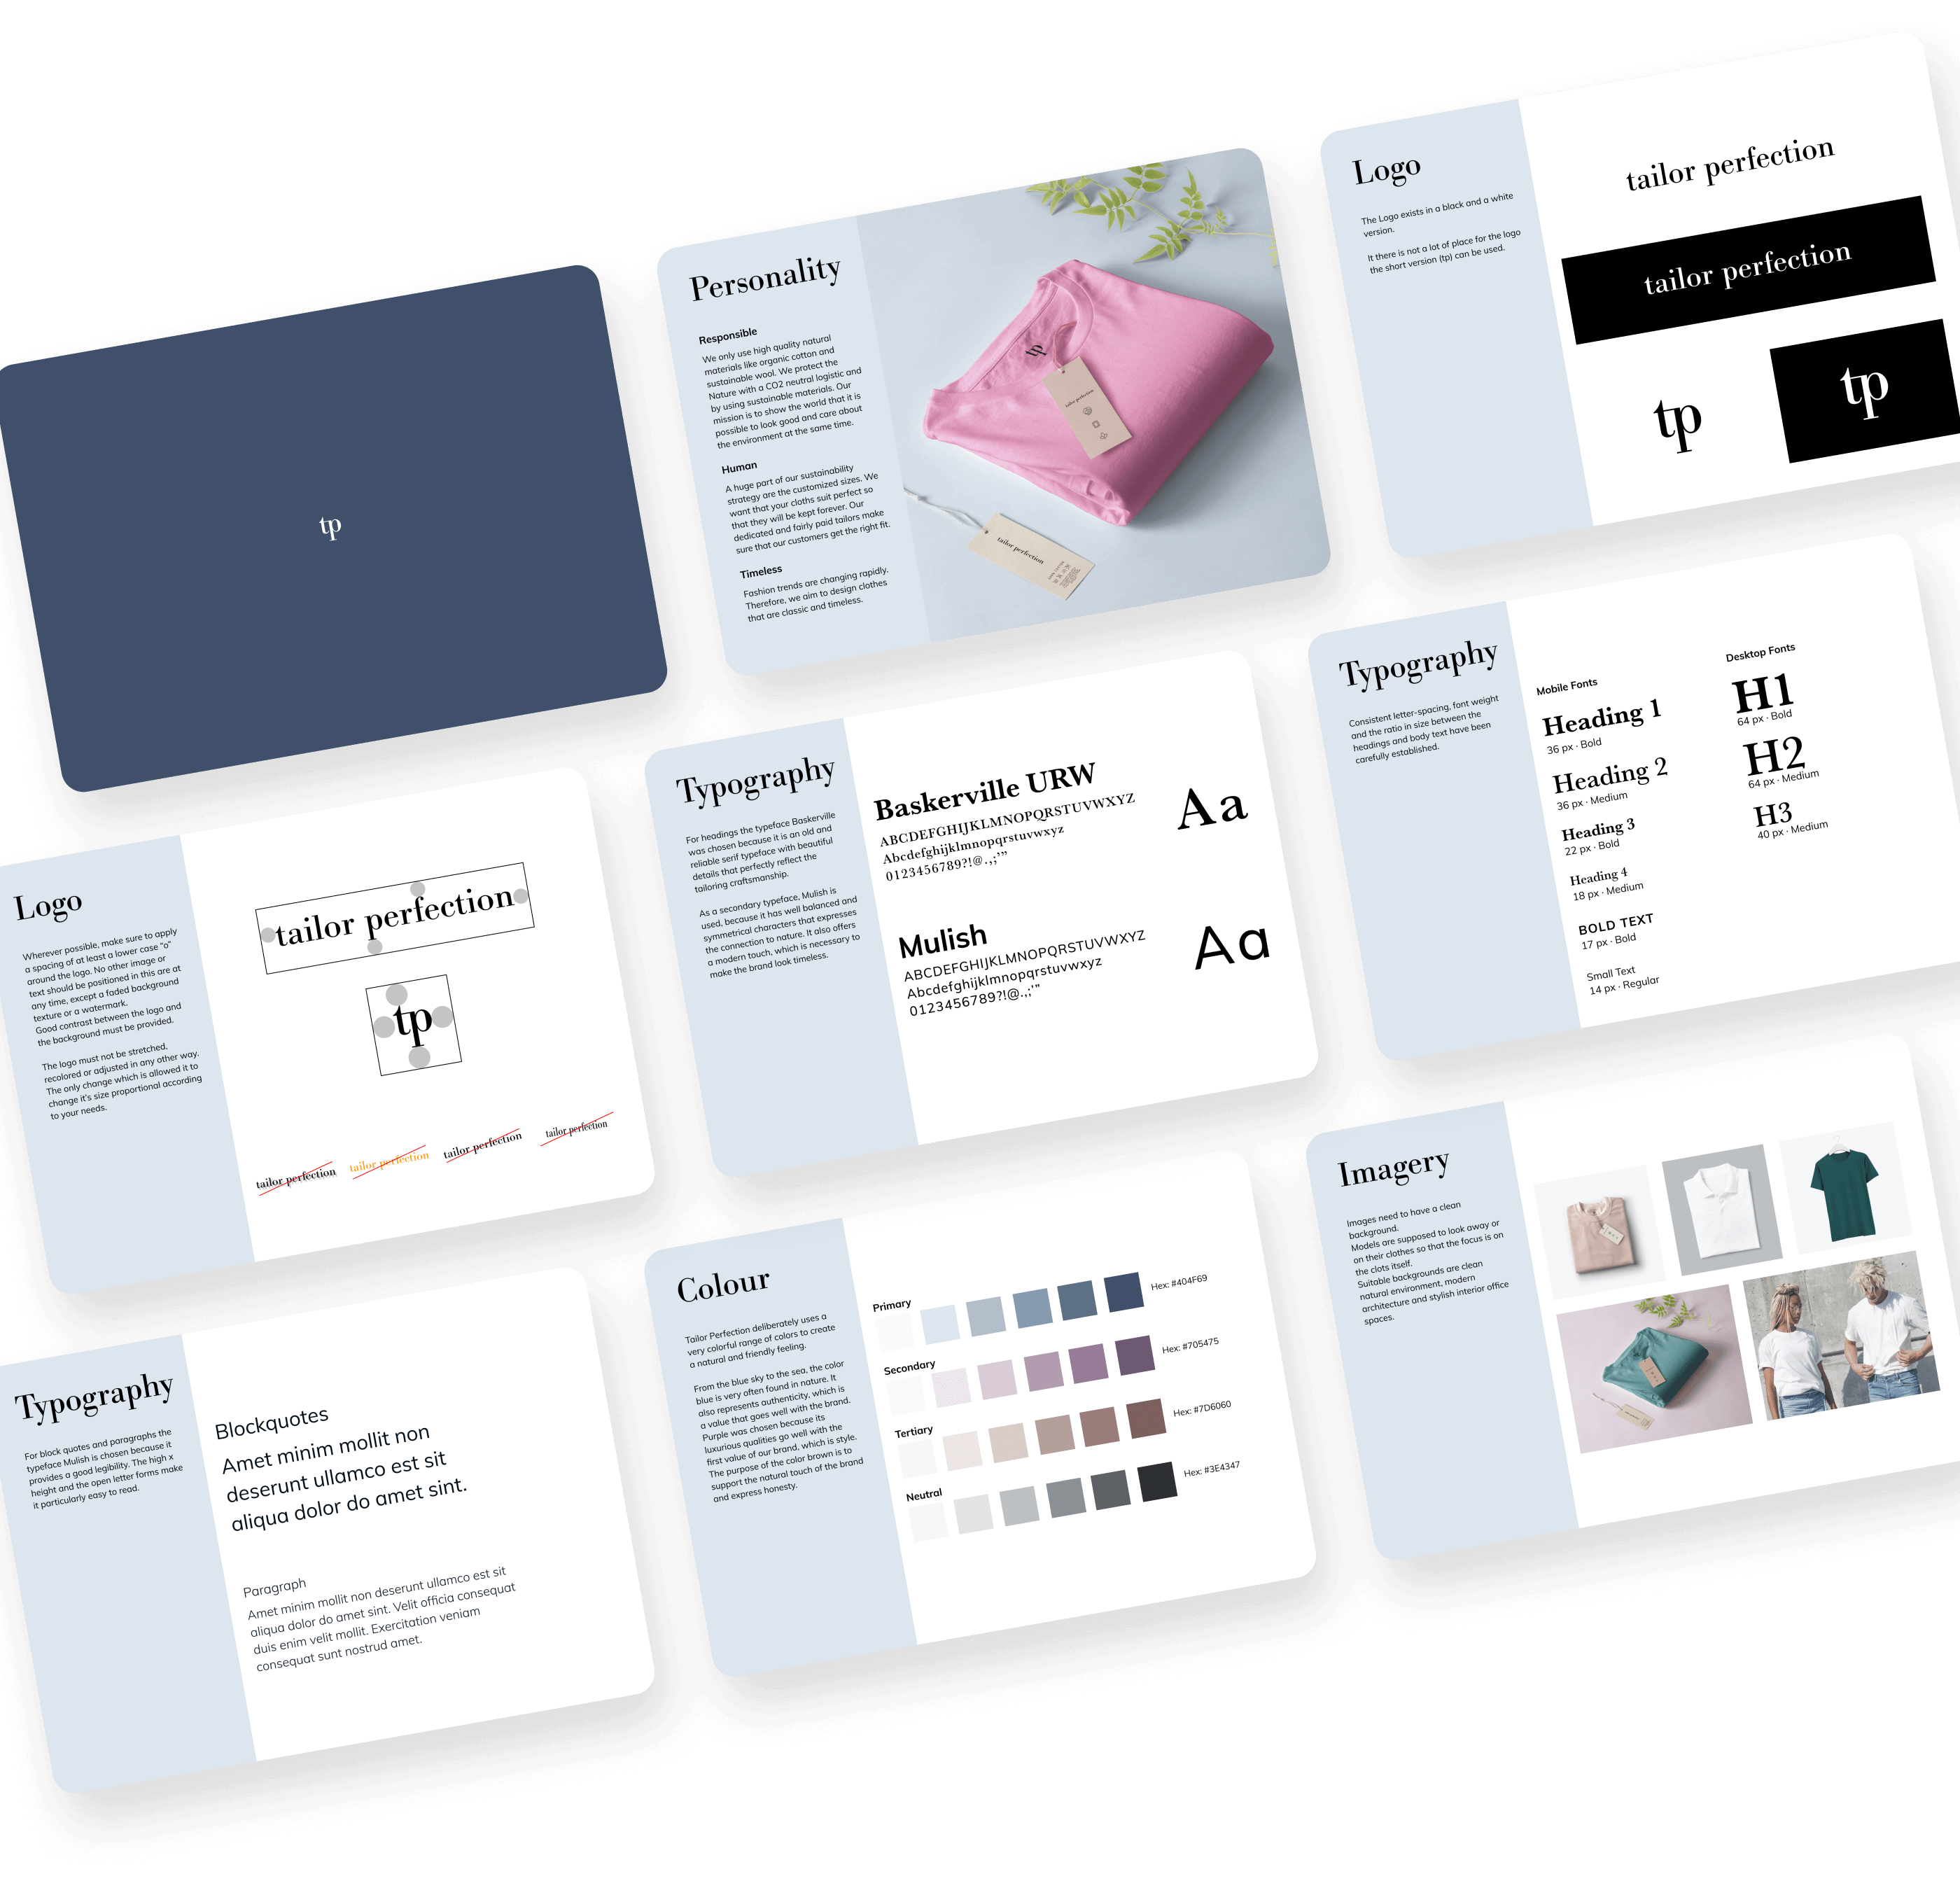 tp
Personality
Responsible
We only use high quality natural
materials like organic cotton and
sustainable wool. We protect the
Nature with a CO2 neutral logistic and
by using sustainable materials. Our
mission is to show the world that it is
possible to look good and care about
the environment at the same time.
Human
A huge part of our sustainability
strategy are the customized sizes. We
want that your cloths suit perfect so
that they will be kept forever. Our
dedicated and fairly paid tailors make
sure that our customers get the right fit.
Timeless
Fashion trends are changing rapidly.
Therefore, we aim to design clothes
that are classic and timeless.
tp
tailor perfection
tailor perfection
Logo
The Logo exists in a black and a white
version.
It there is not a lot of place for the logo
the short version (tp) can be used.
tailor perfection
tailor perfection
tp
tp
Logo
Wherever possible, make sure to apply
a spacing of at least a lower case “o”
around the logo. No other image or
text should be positioned in this are at
any time, except a faded background
texture or a watermark.
Good contrast between the logo and
the background must be provided.
The logo must not be stretched,
recolored or adjusted in any other way.
The only change which is allowed it to
change it's size proportional according
to your needs.
tailor perfection
tp
tailor perfection
tailor perfection
tailor perfection
tailor perfection
Typography
For headings the typeface Baskerville
was chosen because it is an old and
reliable serif typeface with beautiful
details that perfectly reflect the
tailoring craftsmanship.
As a secondary typeface, Mulish is
used, because it has well balanced and
symmetrical characters that expresses
the connection to nature. It also offers
a modern touch, which is necessary to
make the brand look timeless.
Baskerville URW
ABCDEFGHIJKLMNOPQRSTUVWXYZ
Abcdefghijklmnopqrstuvwxyz
0123456789?!@.,;’”
Aa
Mulish
ABCDEFGHIJKLMNOPQRSTUVWXYZ
Abcdefghijklmnopqrstuvwxyz
0123456789?!@.,;’”
Aa
Typography
Consistent letter-spacing, font weight
and the ratio in size between the
headings and body text have been
carefully established.
Mobile Fonts
Heading 1
36 px · Bold
Heading 2
36 px · Medium
Heading 3
22 px · Bold
Heading 4
18 px · Medium
BOLD TEXT
17 px · Bold
Small Text
14 px · Regular
Desktop Fonts
H1
64 px · Bold
H2
64 px · Medium
H3
40 px · Medium
Typography
For block quotes and paragraphs the
typeface Mulish is chosen because it
provides a good legibility. The high x
height and the open letter forms make
it particularly easy to read.
Blockquotes
Amet minim mollit non
deserunt ullamco est sit
aliqua dolor do amet sint.
Paragraph
Amet minim mollit non deserunt ullamco est sit
aliqua dolor do amet sint. Velit officia consequat
duis enim velit mollit. Exercitation veniam
consequat sunt nostrud amet.
Colour
Tailor Perfection deliberately uses a
very colorful range of colors to create
a natural and friendly feeling.
From the blue sky to the sea, the color
blue is very often found in nature. It
also represents authenticity, which is
a value that goes well with the brand.
Purple was chosen because its
luxurious qualities go well with the
first value of our brand, which is style.
The purpose of the color brown is to
support the natural touch of the brand
and express honesty.
Primary
Hex: #404F69
Secondary
Hex: #705475
Tertiary
Hex: #7D6060
Neutral
Hex: #3E4347
Imagery
Images need to have a clean
background.
Models are supposed to look away or
on their clothes so that the focus is on
the clots itself.
Suitable backgrounds are clean
natural environment, modern
architecture and stylish interior office
spaces.